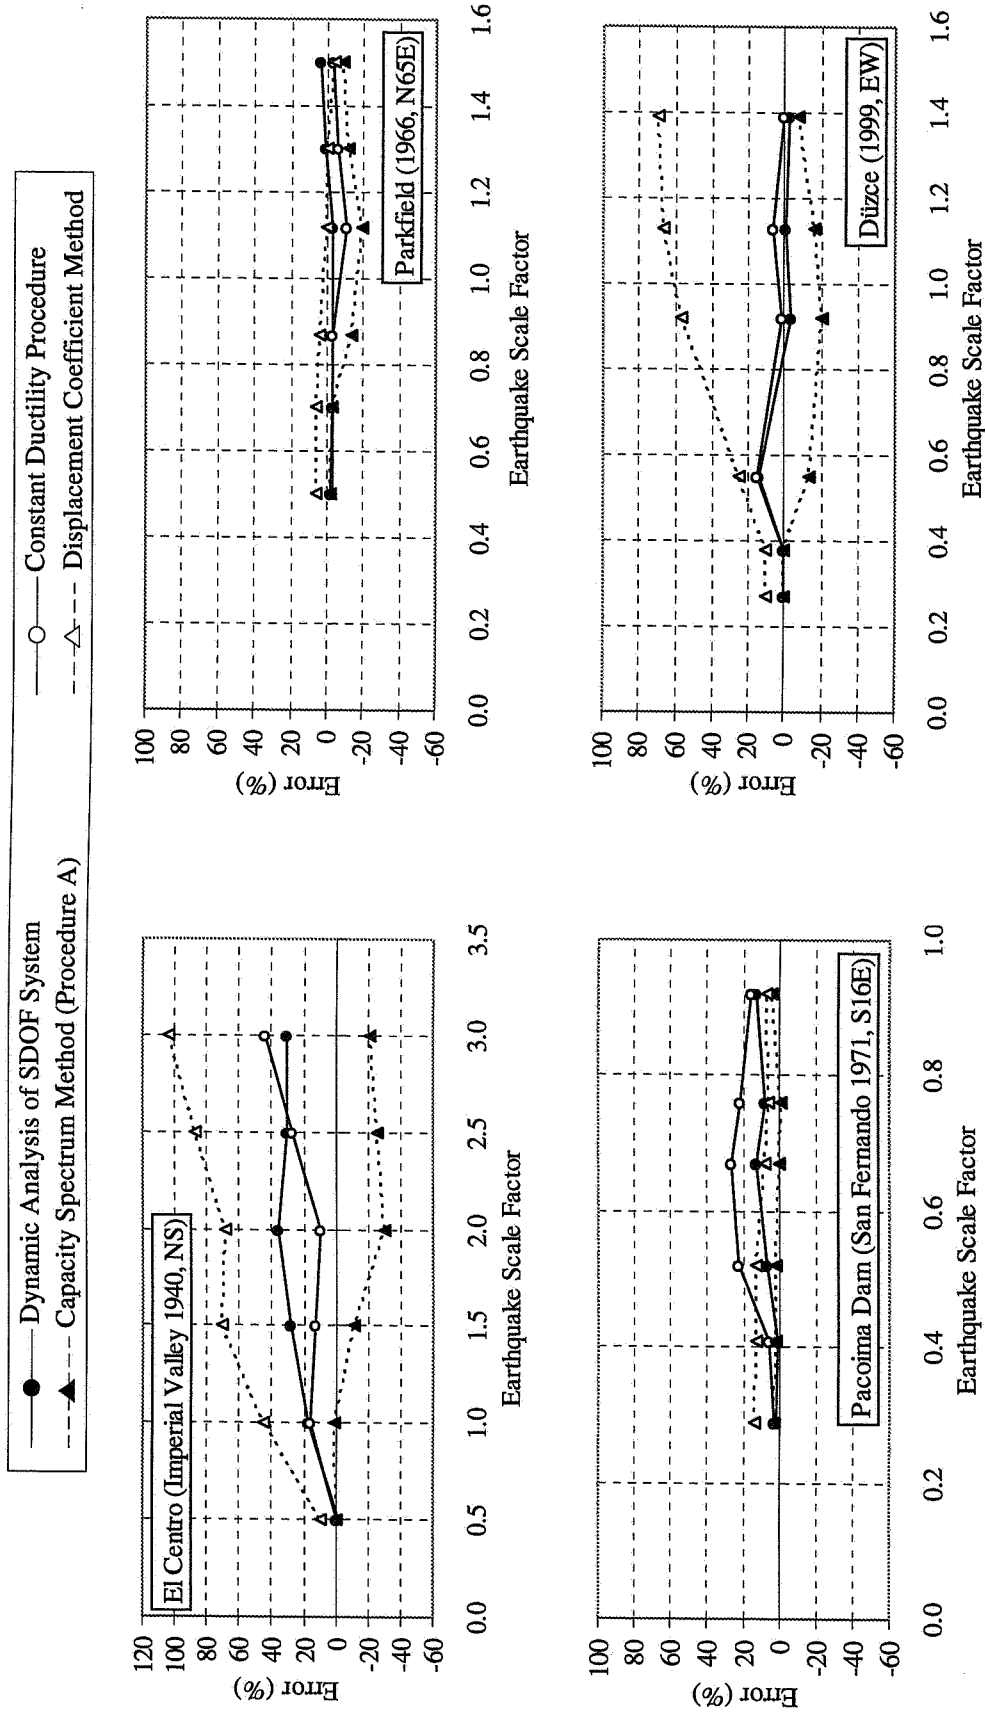 Dynamic Analysis of SDOF System
Constant Ductility Procedure
Capacity Spectrum Method (Procedure A)
Displacement Coefficient Method
120
100
80
60
40
20
0
-20
-40
-60
Error (%)
El Centro (Imperial Valley 1940, NS)
0.0 0.5 1.0 1.5 2.0 2.5 3.0 3.5
Earthquake Scale Factor
100
80
60
40
20
0
-20
-40
-60
Error (%)
Parkfield (1966, N65E)
0.0 0.2 0.4 0.6 0.8 1.0 1.2 1.4 1.6
Earthquake Scale Factor
100
80
60
40
20
0
-20
-40
-60
Error (%)
Pacoima Dam (San Fernando 1971, S16E)
0.0 0.2 0.4 0.6 0.8 1.0
Earthquake Scale Factor
100
80
60
40
20
0
-20
-40
-60
Error (%)
Düzce (1999, EW)
0.0 0.2 0.4 0.6 0.8 1.0 1.2 1.4 1.6
Earthquake Scale Factor